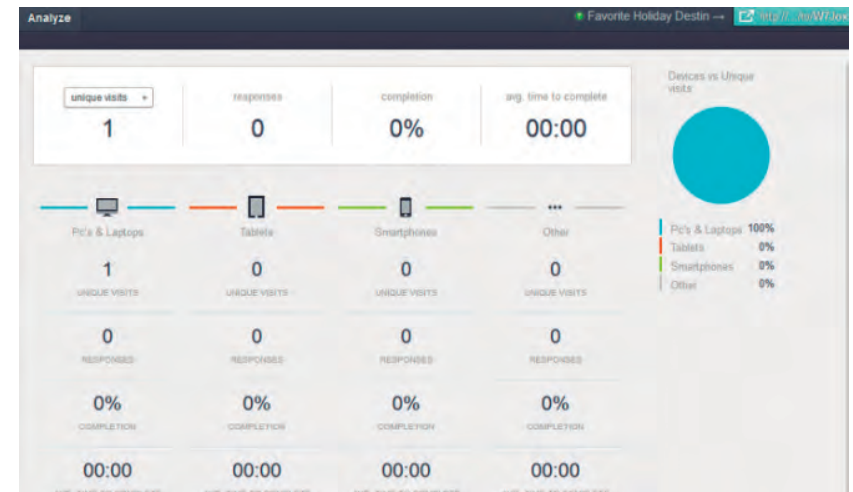 Analyze
Favorite Holiday Destin →
unique visits
responses
completion
avg. time to complete
1
0
0%
00:00
Devices vs Unique
visits
Pc's & Laptops 100%
Tablets 0%
Smartphones 0%
Other 0%
Pc's & Laptops
Tablets
Smartphones
Other
1
0
0
0
UNIQUE VISITS
UNIQUE VISITS
UNIQUE VISITS
UNIQUE VISITS
0
0
0
0
RESPONSES
RESPONSES
RESPONSES
RESPONSES
0%
0%
0%
0%
COMPLETION
COMPLETION
COMPLETION
COMPLETION
00:00
00:00
00:00
00:00